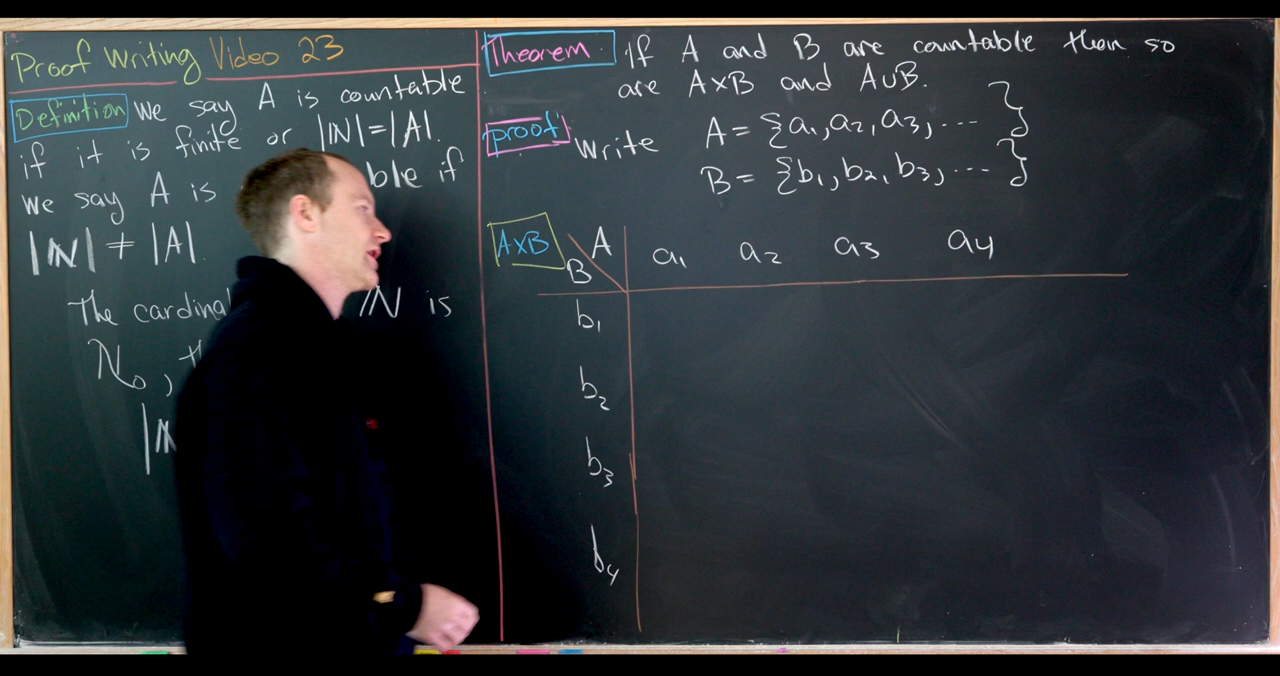 Proof Writing Video 23
Definition We say A is countable
if it is finite or |ℕ|=|A|.
We say A is ble if
|ℕ| ≠ |A|.
The cardinal ℕ is
ℵ₀,
Theorem If A and B are countable then so
are A×B and A∪B.
proof Write A = {a₁, a₂, a₃, ... }
B = {b₁, b₂, b₃, ... }
A×B
A
B
a₁ a₂ a₃ a₄
b₁
b₂
b₃
b₄